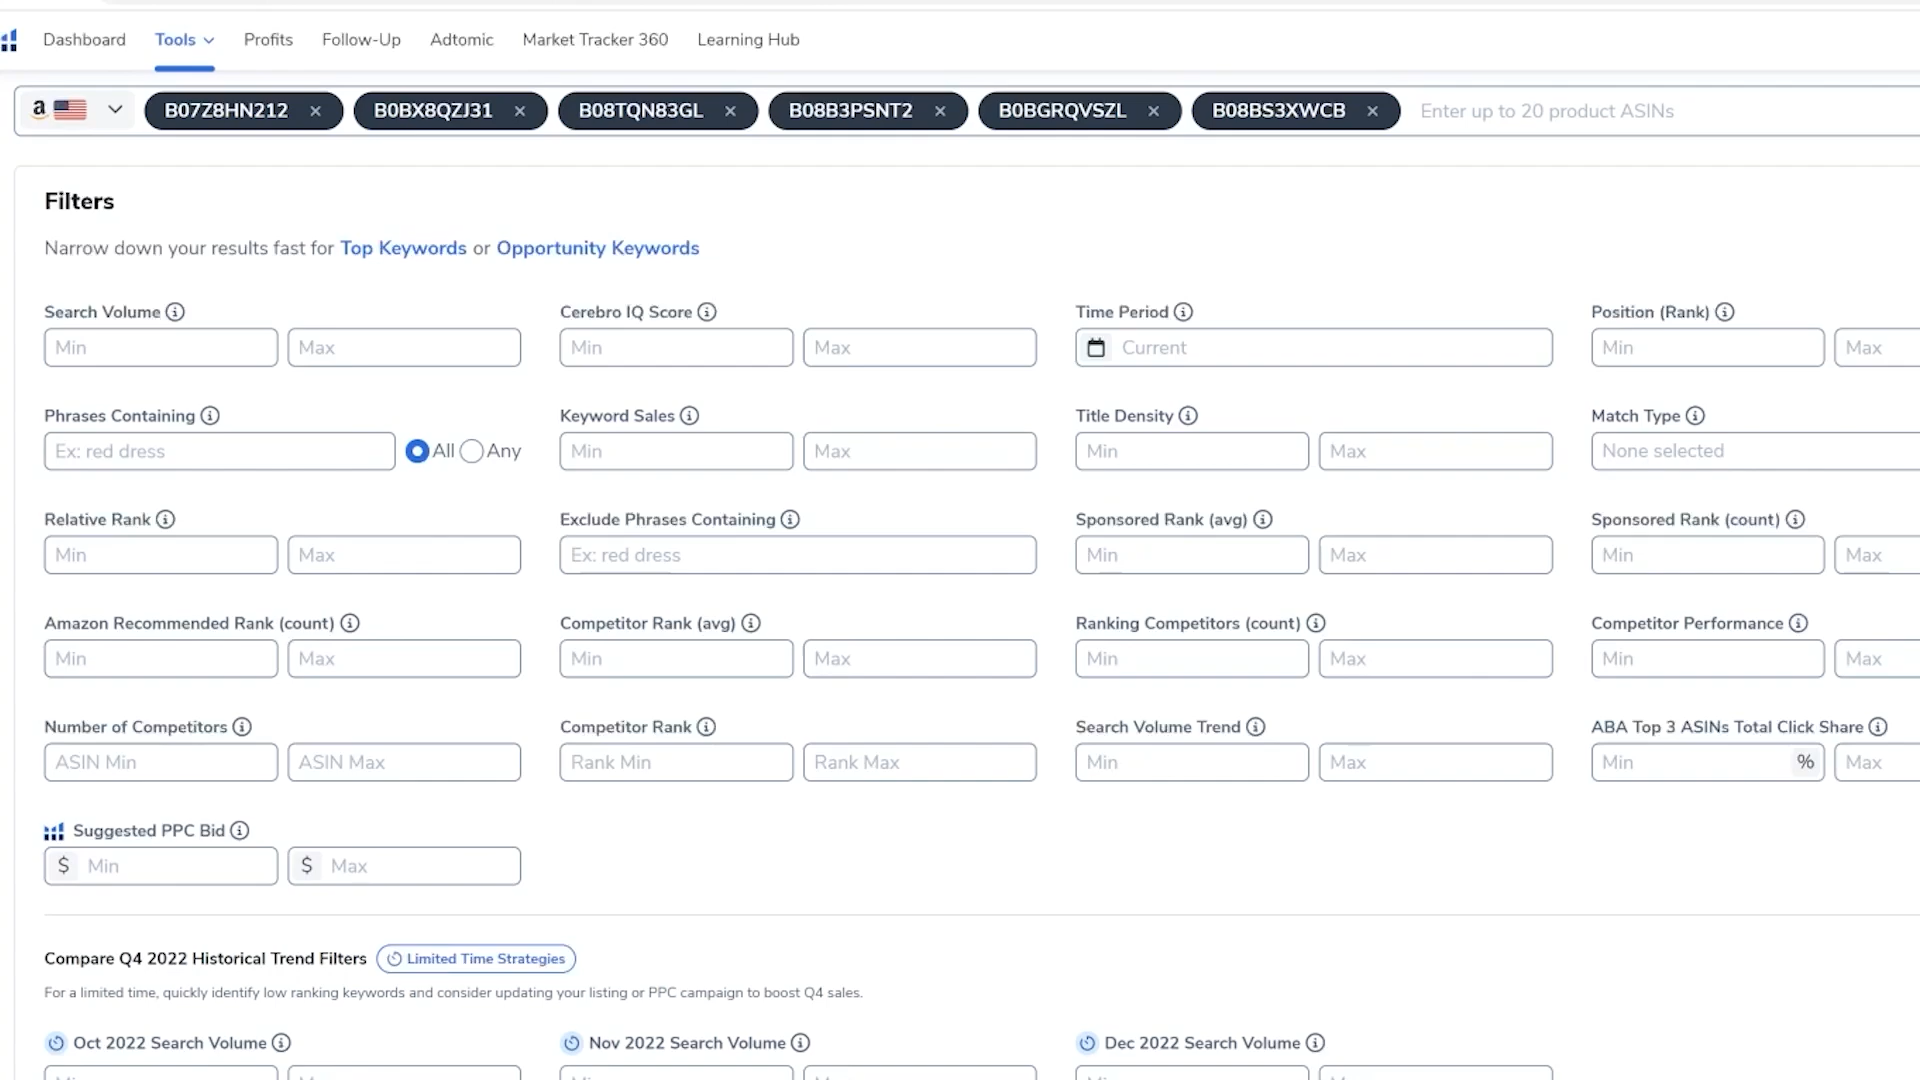 Dashboard Tools Profits Follow-Up Adtomic Market Tracker 360 Learning Hub
a B07Z8HN212 × B0BX8QZJ31 × B08TQN83GL × B08B3PSNT2 × B0BGRQVSZL × B08BS3XWCB × Enter up to 20 product ASINs
Filters
Narrow down your results fast for Top Keywords or Opportunity Keywords
Search Volume Cerebro IQ Score Time Period Position (Rank)
Min Max Min Max Current Min Max
Phrases Containing Keyword Sales Title Density Match Type
Ex: red dress All Any Min Max Min Max None selected
Relative Rank Exclude Phrases Containing Sponsored Rank (avg) Sponsored Rank (count)
Min Max Ex: red dress Min Max Min Max
Amazon Recommended Rank (count) Competitor Rank (avg) Ranking Competitors (count) Competitor Performance
Min Max Min Max Min Max Min Max
Number of Competitors Competitor Rank Search Volume Trend ABA Top 3 ASINs Total Click Share
ASIN Min ASIN Max Rank Min Rank Max Min Max Min % Max
Suggested PPC Bid
$ Min $ Max
Compare Q4 2022 Historical Trend Filters Limited Time Strategies
For a limited time, quickly identify low ranking keywords and consider updating your listing or PPC campaign to boost Q4 sales.
Oct 2022 Search Volume Nov 2022 Search Volume Dec 2022 Search Volume